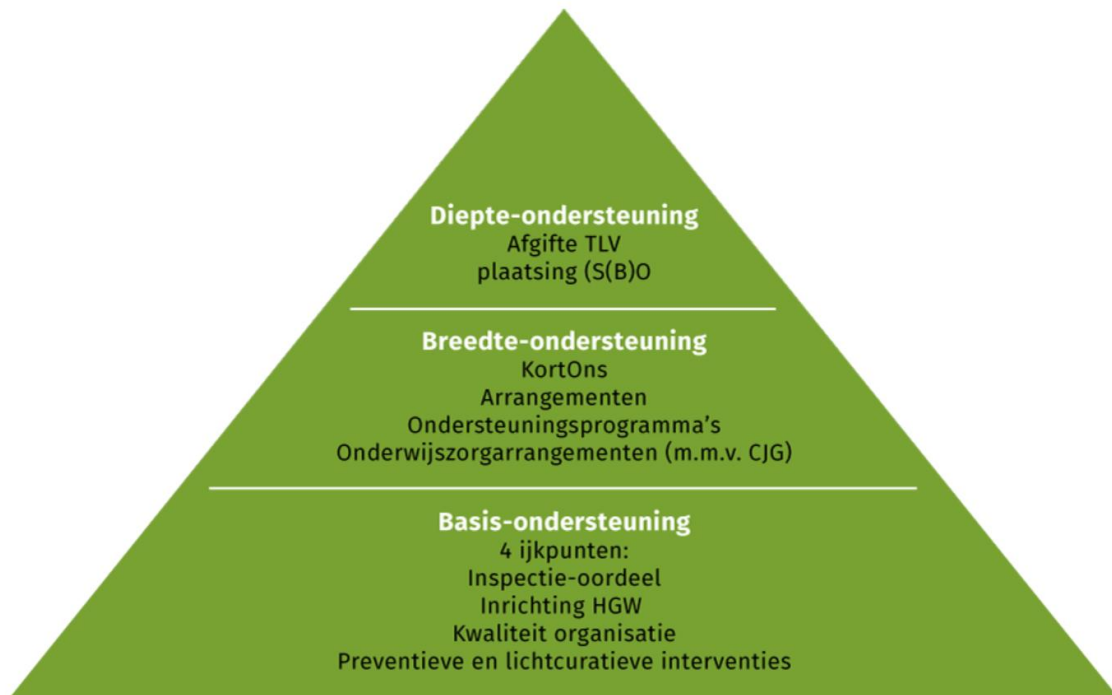 Diepte-ondersteuning
Afgifte TLV
plaatsing (S(B)O
Breedte-ondersteuning
KortOns
Arrangementen
Ondersteuningsprogramma's
Onderwijszorgarrangementen (m.m.v. CJG)
Basis-ondersteuning
4 ijkpunten:
Inspectie-oordeel
Inrichting HGW
Kwaliteit organisatie
Preventieve en lichtcuratieve interventies